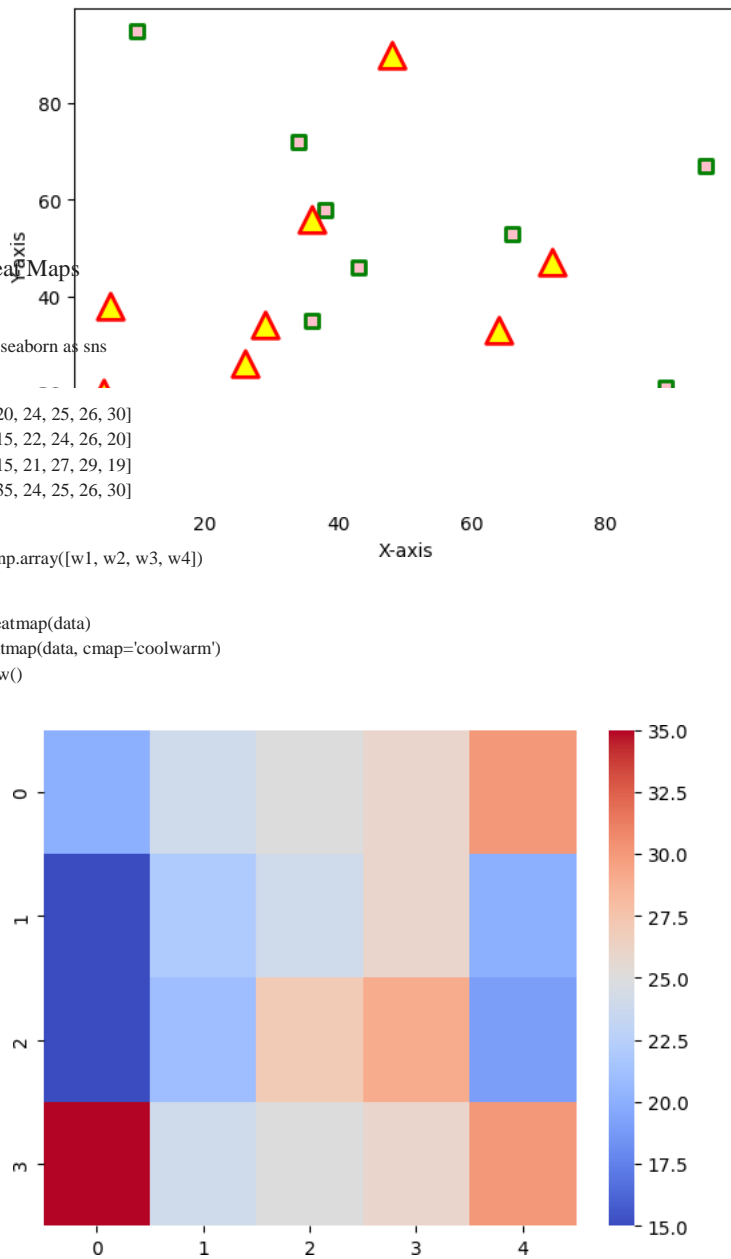 80
60
Y-axis
Maps
40
seaborn as sns
20, 24, 25, 26, 30]
15, 22, 24, 26, 20]
15, 21, 27, 29, 19]
35, 24, 25, 26, 30]
20 40 60 80
X-axis
np.array([w1, w2, w3, w4])
eatmap(data)
tmap(data, cmap='coolwarm')
w()
35.0
32.5
30.0
27.5
25.0
22.5
20.0
17.5
15.0
0
1
2
3
0 1 2 3 4